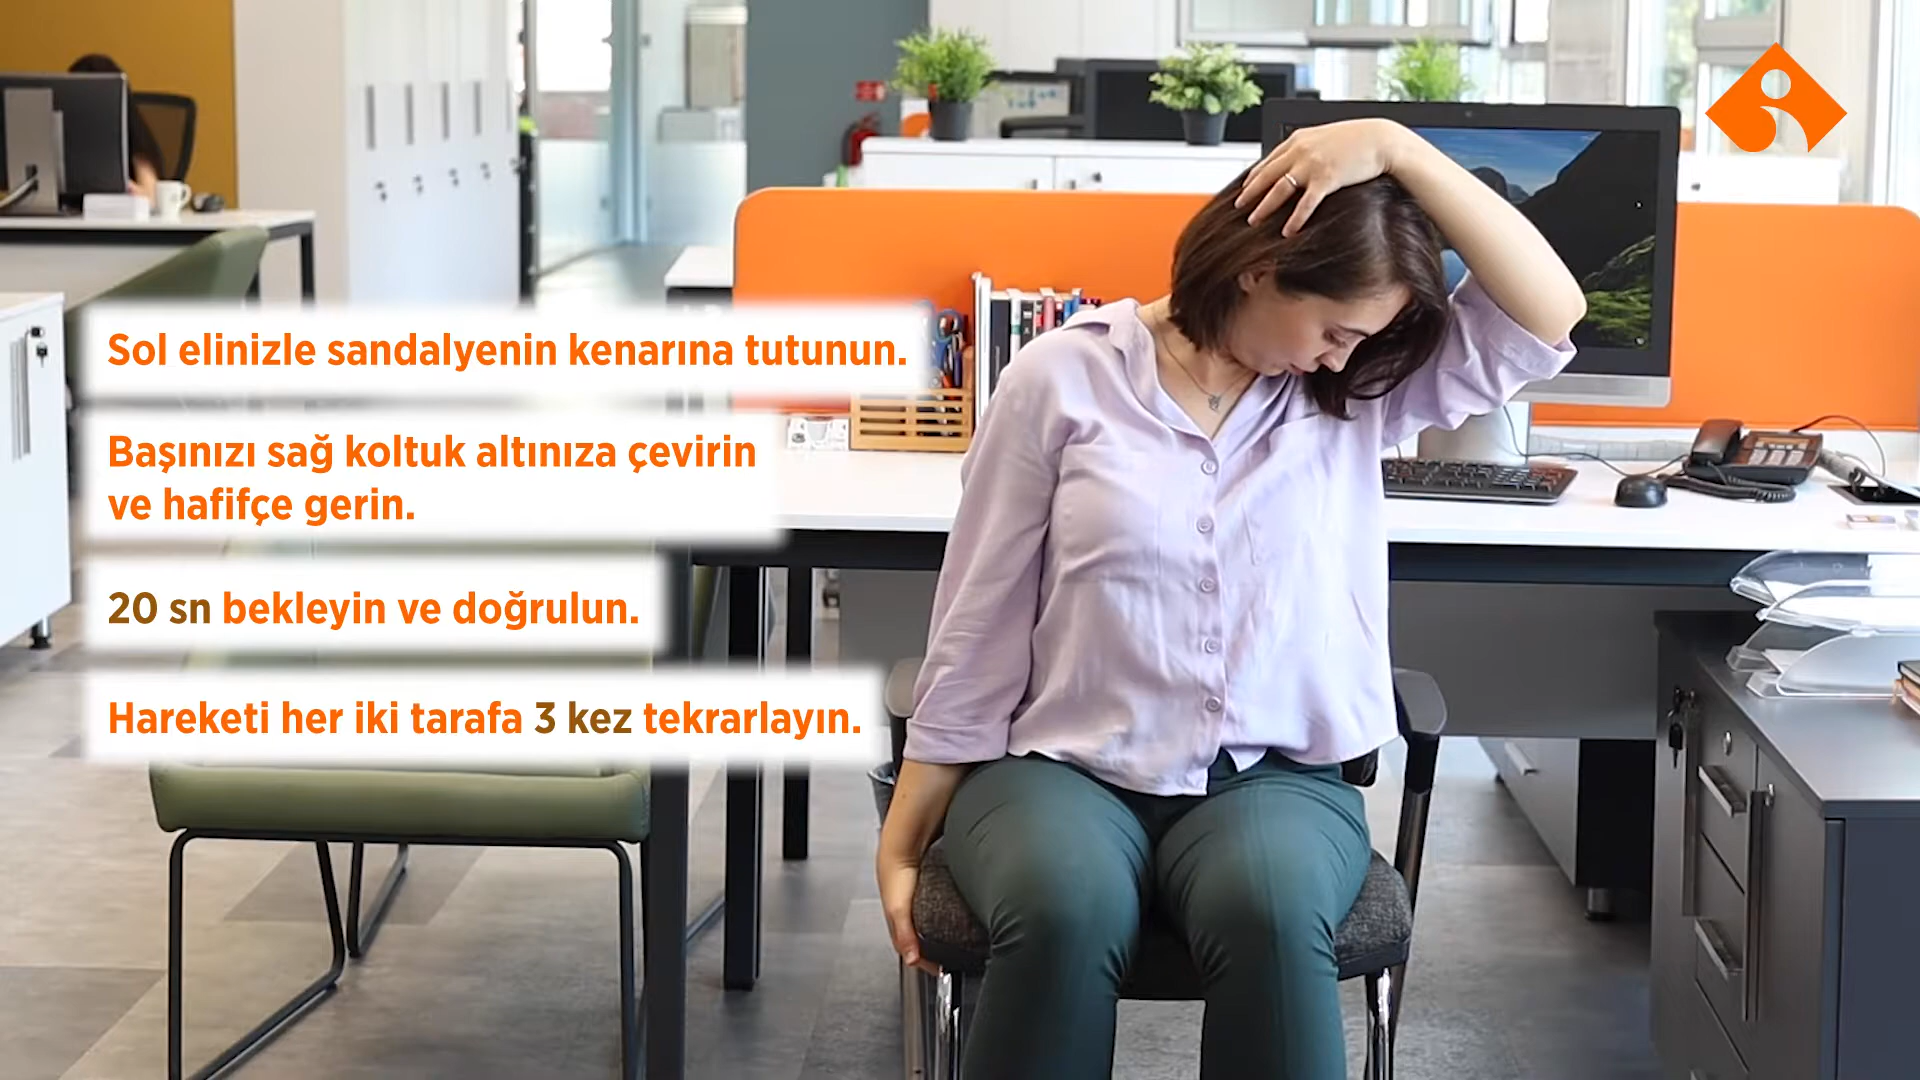 Sol elinizle sandalyenin kenarına tutunun.
Başınızı sağ koltuk altınıza çevirin
ve hafifçe gerin.
20 sn bekleyin ve doğrulun.
Hareketi her iki tarafa 3 kez tekrarlayın.